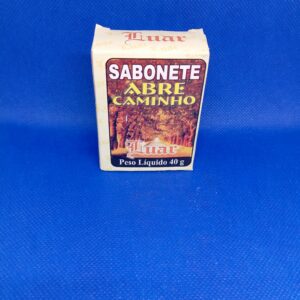 Luar
SABONETE
ABRE
CAMINHO
Luar
Peso Líquido 40 g